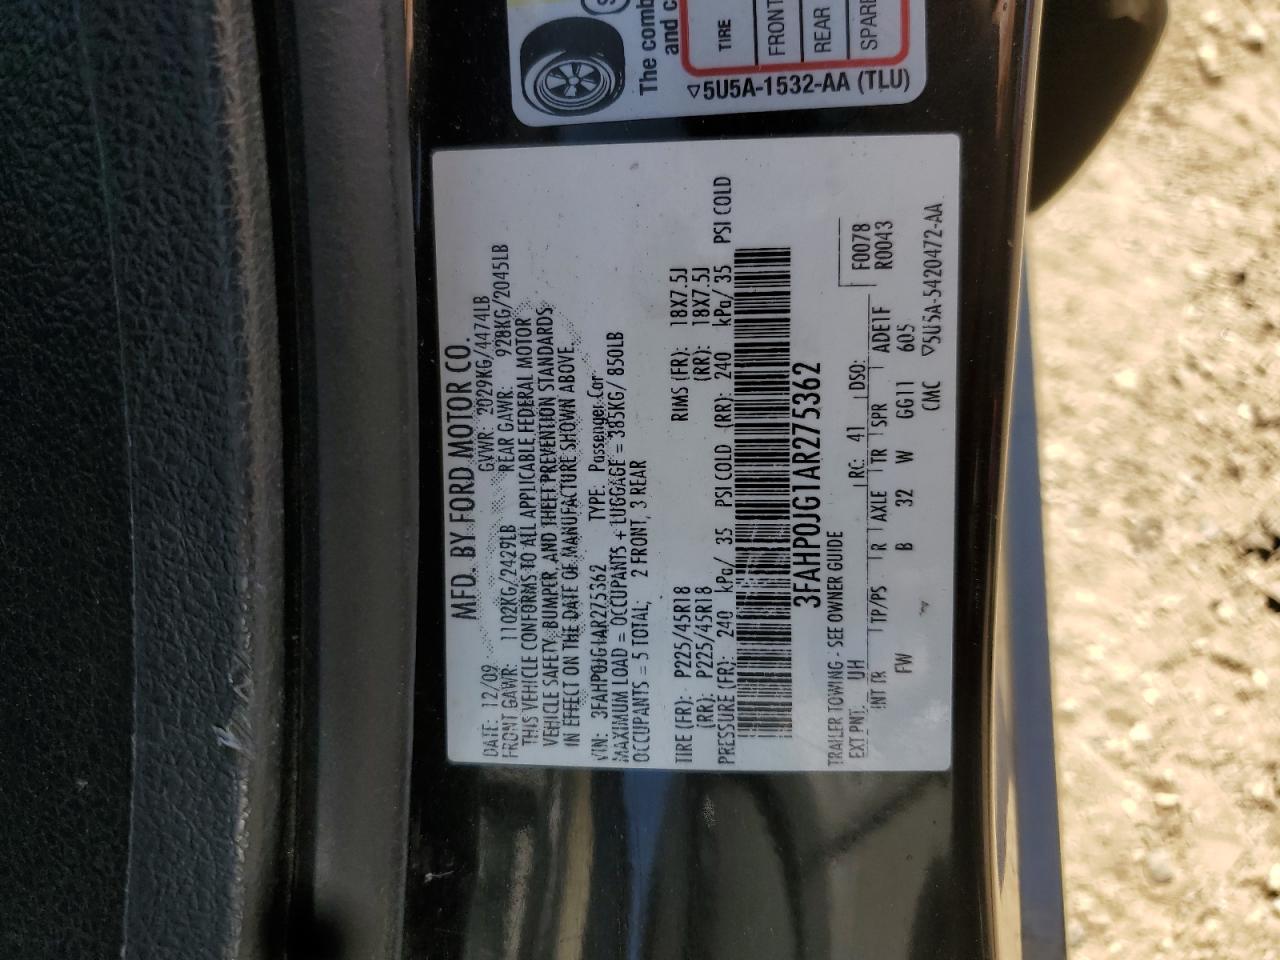 The comb
and c
TIRE
FRONT
REAR
SPARE
▽5U5A-1532-AA (TLU)
MFD. BY FORD MOTOR CO.
DATE: 12/09 GVWR: 2029KG/4474LB
FRONT GAWR: 1102KG/2429LB REAR GAWR: 928KG/2045LB
THIS VEHICLE CONFORMS TO ALL APPLICABLE FEDERAL MOTOR
VEHICLE SAFETY, BUMPER, AND THEFT PREVENTION STANDARDS
IN EFFECT ON THE DATE OF MANUFACTURE SHOWN ABOVE.
VIN: 3FAHP0JG1AR275362 TYPE: Passenger Car
MAXIMUM LOAD = OCCUPANTS + LUGGAGE = 385KG/ 850LB
OCCUPANTS = 5 TOTAL, 2 FRONT, 3 REAR
TIRE (FR): P225/45R18 RIMS (FR): 18X7.5J
(RR): P225/45R18 (RR): 18X7.5J
PRESSURE (FR): 240 kPa/ 35 PSI COLD (RR): 240 kPa/ 35 PSI COLD
3FAHP0JG1AR275362
TRAILER TOWING - SEE OWNER GUIDE
EXT PNT: UH RC: 41 DSO: F0078
R0043
INT TR TP/PS R AXLE TR SPR ADE1F
FW B 32 W GG11 605
CMC ▽5U5A-5420472-AA